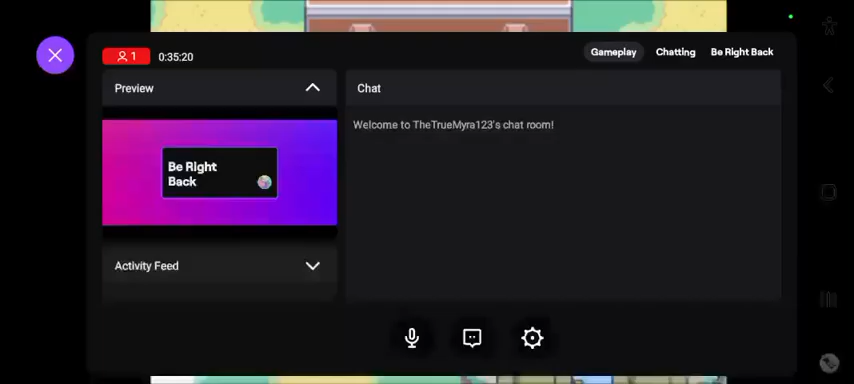 1
0:35:20
Gameplay
Chatting
Be Right Back
Preview
Chat
Welcome to TheTrueMyra123's chat room!
Be Right
Back
Activity Feed